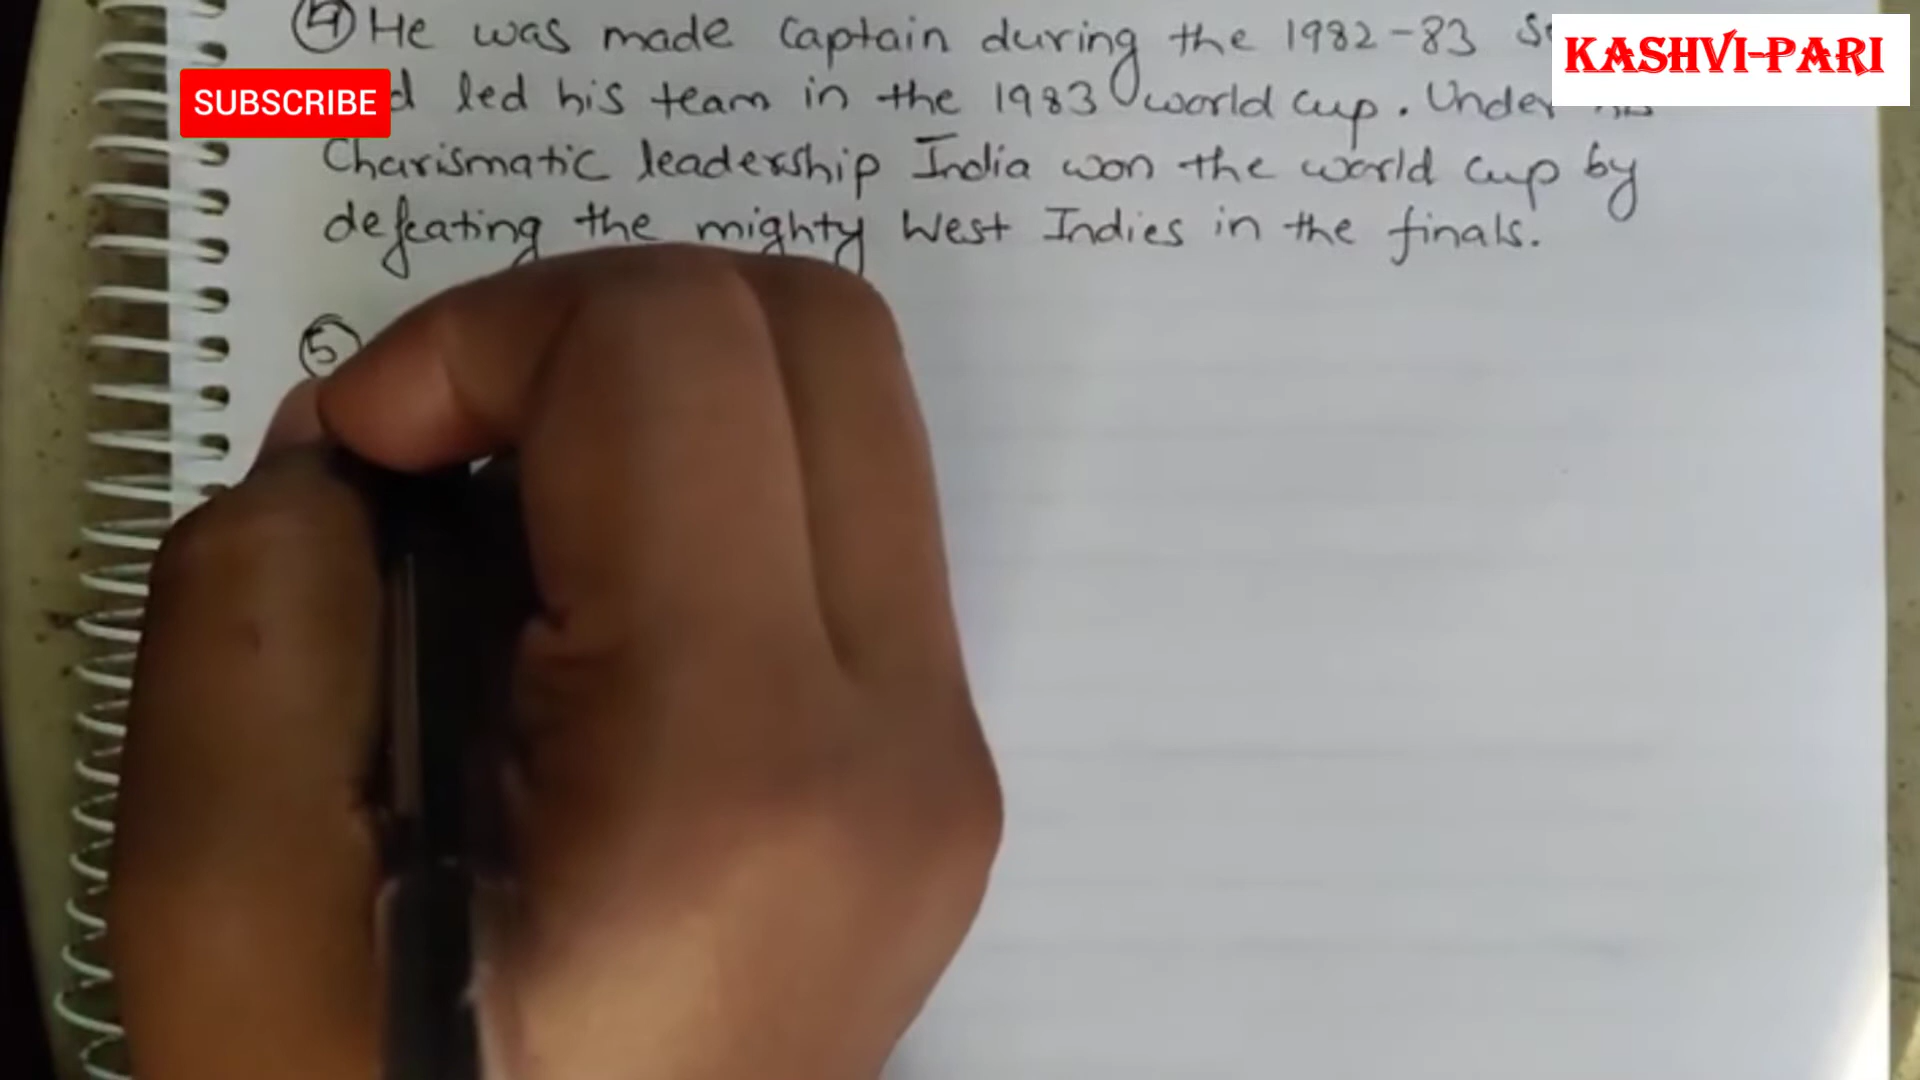 ④ He was made Captain during the 1982-83
KASHVI-PARI
SUBSCRIBE
led his team in the 1983 world cup. Under
Charismatic leadership India won the world cup by
defeating the mighty West Indies in the finals.
⑤